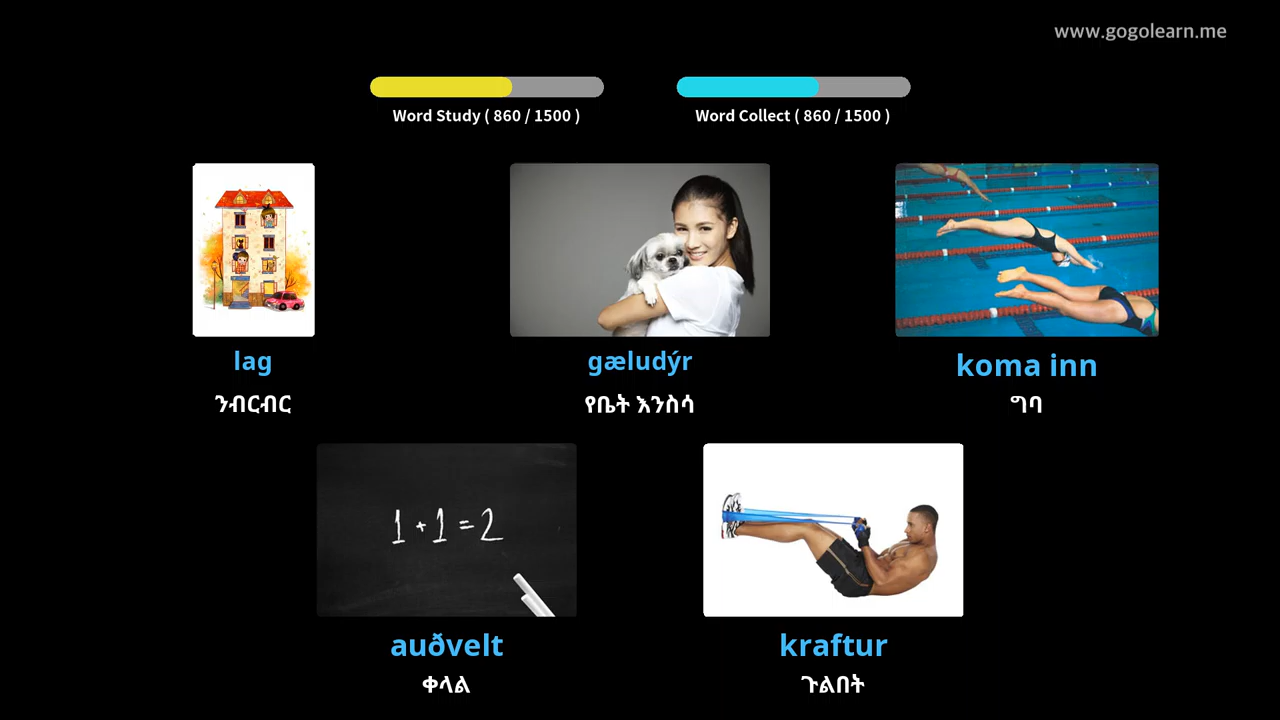 www.gogolearn.me
Word Study ( 860 / 1500 )
Word Collect ( 860 / 1500 )
lag
ንብርብር
gæludýr
የቤት እንስሳ
koma inn
ግባ
1 + 1 = 2
auðvelt
ቀላል
kraftur
ጉልበት